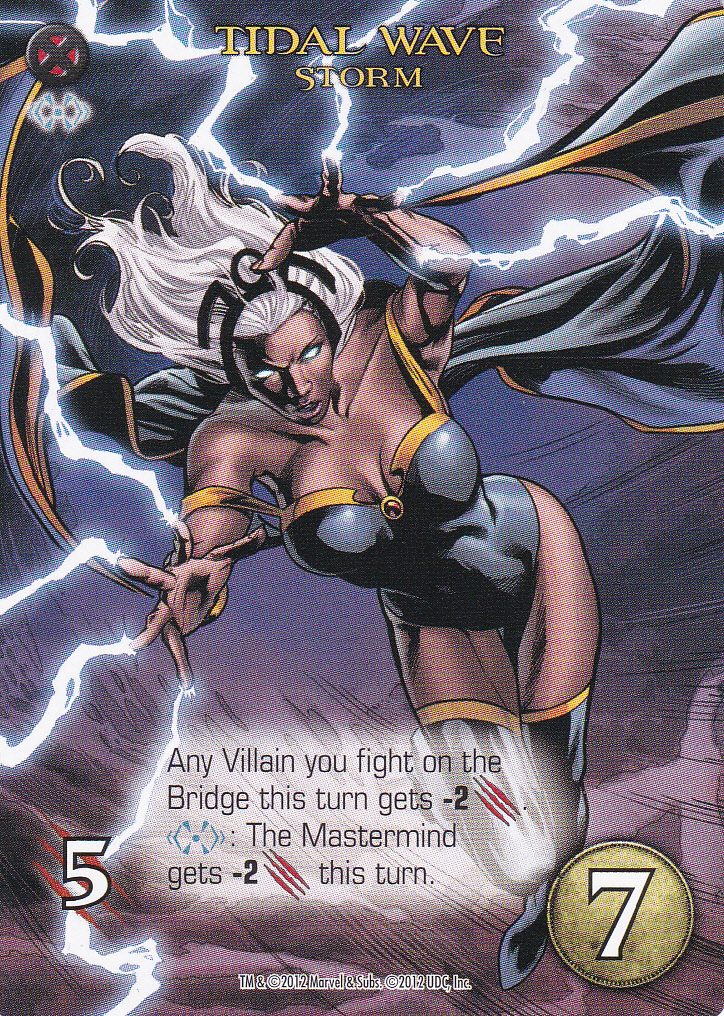 TIDAL WAVE
STORM
Any Villain you fight on the
Bridge this turn gets -2 .
: The Mastermind
gets -2 this turn.
5
7
TM & ©2012 Marvel & Subs. ©2012 UDC, Inc.